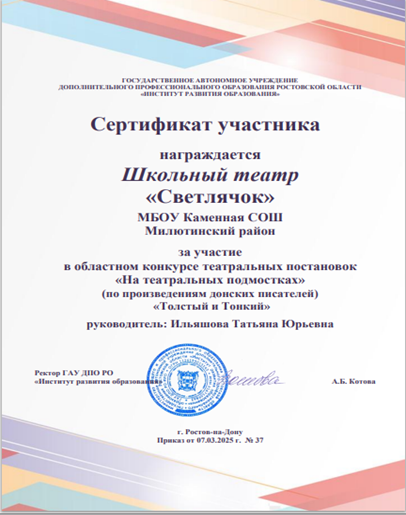 ГОСУДАРСТВЕННОЕ АВТОНОМНОЕ УЧРЕЖДЕНИЕ
ДОПОЛНИТЕЛЬНОГО ПРОФЕССИОНАЛЬНОГО ОБРАЗОВАНИЯ РОСТОВСКОЙ ОБЛАСТИ
«ИНСТИТУТ РАЗВИТИЯ ОБРАЗОВАНИЯ»
Сертификат участника
награждается
Школьный театр
«Светлячок»
МБОУ Каменная СОШ
Милютинский район
за участие
в областном конкурсе театральных постановок
«На театральных подмостках»
(по произведениям донских писателей)
«Толстый и Тонкий»
руководитель: Ильяшова Татьяна Юрьевна
Ректор ГАУ ДПО РО
«Институт развития образования»
А.Б. Котова
г. Ростов-на-Дону
Приказ от 07.03.2025 г. № 37